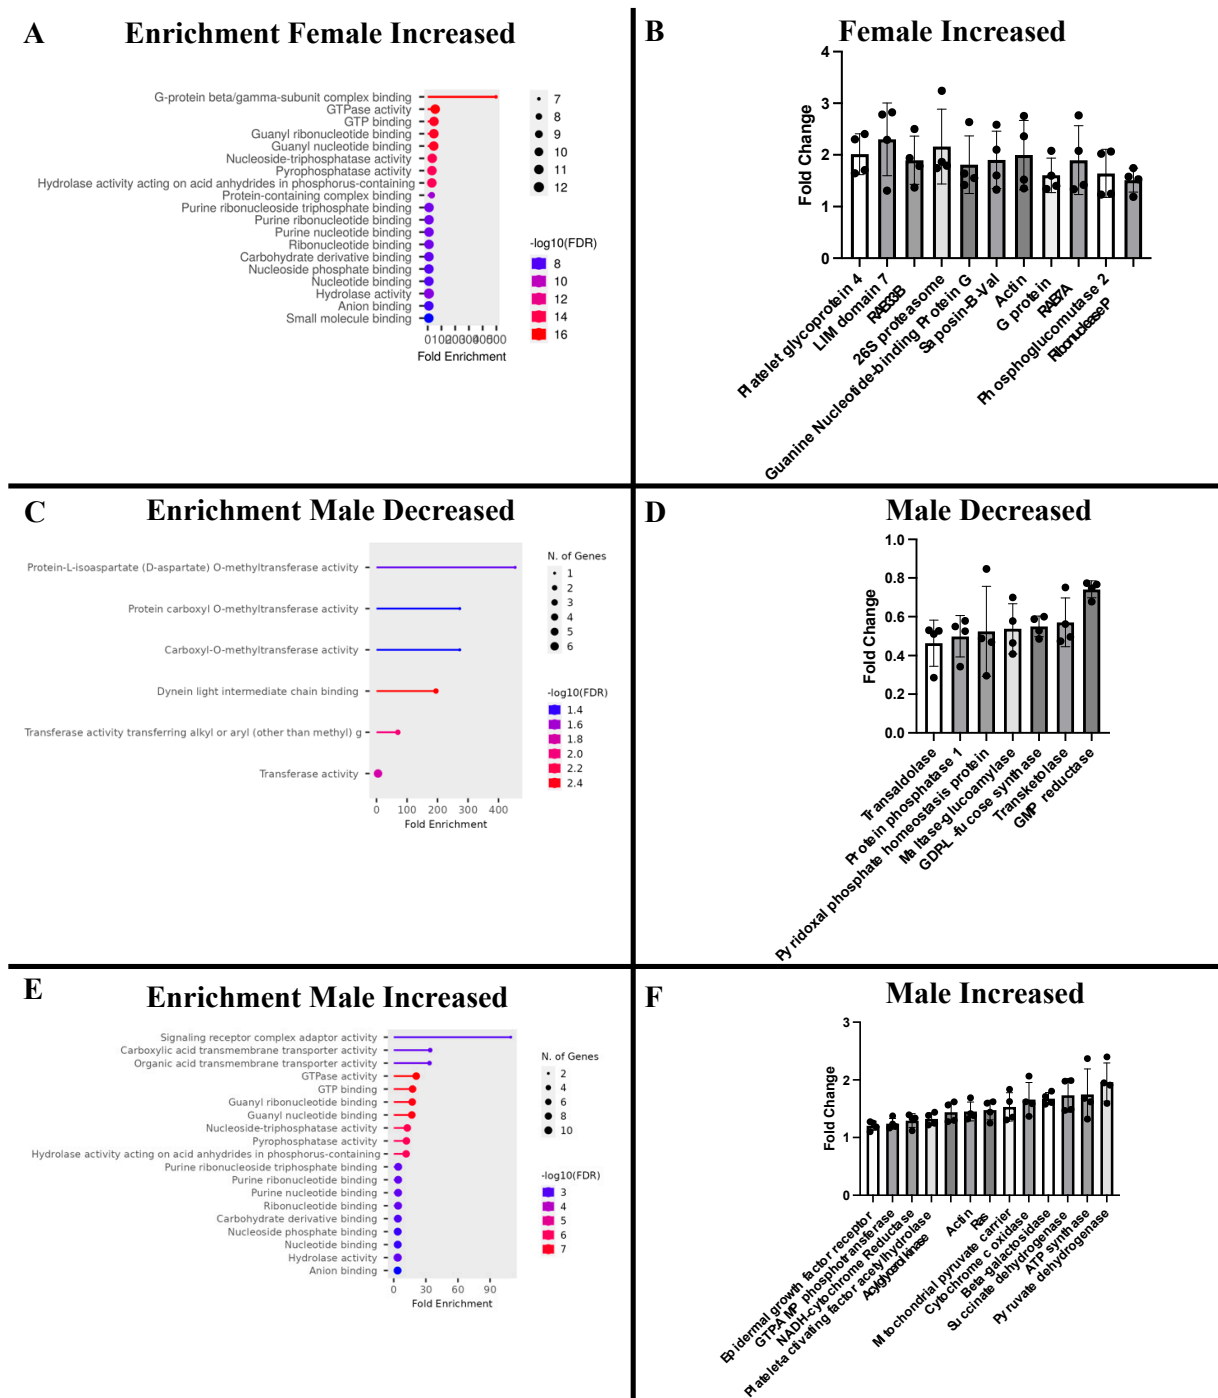 A
Enrichment Female Increased
G-protein beta/gamma-subunit complex binding
GTPase activity
GTP binding
Guanyl ribonucleotide binding
Guanyl nucleotide binding
Nucleoside-triphosphatase activity
Pyrophosphatase activity
Hydrolase activity acting on acid anhydrides in phosphorus-containing
Protein-containing complex binding
Purine ribonucleoside triphosphate binding
Purine ribonucleotide binding
Purine nucleotide binding
Ribonucleotide binding
Carbohydrate derivative binding
Nucleoside phosphate binding
Nucleotide binding
Hydrolase activity
Anion binding
Small molecule binding
0 100 200 300 400 500
Fold Enrichment
7
8
9
10
11
12
-log10(FDR)
8
10
12
14
16
B
Female Increased
Fold Change
4
3
2
1
0
Platelet glycoprotein 4
LIM domain 7
RAB33B
26S proteasome
Guanine Nucleotide-binding Protein G
Saposin-B-Val
Actin
G protein
RAB7A
Phosphoglucomutase 2
Ribonuclease P
C
Enrichment Male Decreased
Protein-L-isoaspartate (D-aspartate) O-methyltransferase activity
Protein carboxyl O-methyltransferase activity
Carboxyl-O-methyltransferase activity
Dynein light intermediate chain binding
Transferase activity transferring alkyl or aryl (other than methyl) g
Transferase activity
0 100 200 300 400
Fold Enrichment
N. of Genes
1
2
3
4
5
6
-log10(FDR)
1.4
1.6
1.8
2.0
2.2
2.4
D
Male Decreased
Fold Change
1.0
0.8
0.6
0.4
0.2
0.0
Transaldolase
Protein phosphatase 1
Pyridoxal phosphate homeostasis protein
Maltase-glucoamylase
GDP-L-fucose synthase
Transketolase
GMP reductase
E
Enrichment Male Increased
Signaling receptor complex adaptor activity
Carboxylic acid transmembrane transporter activity
Organic acid transmembrane transporter activity
GTPase activity
GTP binding
Guanyl ribonucleotide binding
Guanyl nucleotide binding
Nucleoside-triphosphatase activity
Pyrophosphatase activity
Hydrolase activity acting on acid anhydrides in phosphorus-containing
Purine ribonucleoside triphosphate binding
Purine ribonucleotide binding
Purine nucleotide binding
Ribonucleotide binding
Carbohydrate derivative binding
Nucleoside phosphate binding
Nucleotide binding
Hydrolase activity
Anion binding
0 30 60 90
Fold Enrichment
N. of Genes
2
4
6
8
10
-log10(FDR)
3
4
5
6
7
F
Male Increased
Fold Change
3
2
1
0
Epidermal growth factor receptor
GTP:AMP phosphotransferase
NADH-cytochrome Reductase
Platelet-activating factor acetylhydrolase
Acylglycerol kinase
Actin
Ras
Mitochondrial pyruvate carrier
Cytochrome c oxidase
Beta-galactosidase
Succinate dehydrogenase
ATP synthase
Pyruvate dehydrogenase